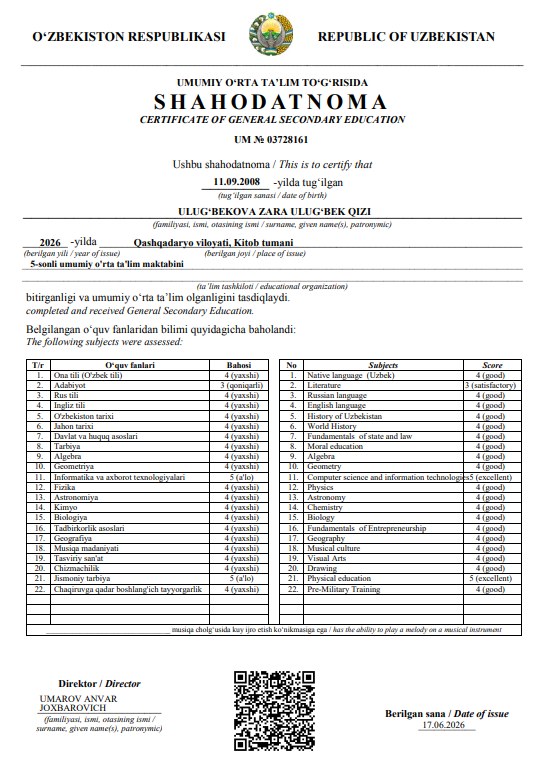 O‘ZBEKISTON RESPUBLIKASI REPUBLIC OF UZBEKISTAN
UMUMIY O‘RTA TA’LIM TO‘G‘RISIDA
SHAHODATNOMA
CERTIFICATE OF GENERAL SECONDARY EDUCATION
UM № 03728161
Ushbu shahodatnoma / This is to certify that
11.09.2008 -yilda tug‘ilgan
(tug‘ilgan sanasi / date of birth)
ULUG‘BEKOVA ZARA ULUG‘BEK QIZI
(familiyasi, ismi, otasining ismi / surname, given name(s), patronymic)
2026 -yilda Qashqadaryo viloyati, Kitob tumani
(berilgan yili / year of issue) (berilgan joyi / place of issue)
5-sonli umumiy o'rta ta’lim maktabini
(ta’lim tashkiloti / educational organization)
bitirganligi va umumiy o‘rta ta’lim olganligini tasdiqlaydi.
completed and received General Secondary Education.
Belgilangan o‘quv fanlaridan bilimi quyidagicha baholandi:
The following subjects were assessed:
T/r O‘quv fanlari Bahosi No Subjects Score
1. Ona tili (O'zbek tili) 4 (yaxshi) 1. Native language (Uzbek) 4 (good)
2. Adabiyot 3 (qoniqarli) 2. Literature 3 (satisfactory)
3. Rus tili 4 (yaxshi) 3. Russian language 4 (good)
4. Ingliz tili 4 (yaxshi) 4. English language 4 (good)
5. O'zbekiston tarixi 4 (yaxshi) 5. History of Uzbekistan 4 (good)
6. Jahon tarixi 4 (yaxshi) 6. World History 4 (good)
7. Davlat va huquq asoslari 4 (yaxshi) 7. Fundamentals of state and law 4 (good)
8. Tarbiya 4 (yaxshi) 8. Moral education 4 (good)
9. Algebra 4 (yaxshi) 9. Algebra 4 (good)
10. Geometriya 4 (yaxshi) 10. Geometry 4 (good)
11. Informatika va axborot texnologiyalari 5 (a'lo) 11. Computer science and information technologies 5 (excellent)
12. Fizika 4 (yaxshi) 12. Physics 4 (good)
13. Astronomiya 4 (yaxshi) 13. Astronomy 4 (good)
14. Kimyo 4 (yaxshi) 14. Chemistry 4 (good)
15. Biologiya 4 (yaxshi) 15. Biology 4 (good)
16. Tadbirkorlik asoslari 4 (yaxshi) 16. Fundamentals of Entrepreneurship 4 (good)
17. Geografiya 4 (yaxshi) 17. Geography 4 (good)
18. Musiqa madaniyati 4 (yaxshi) 18. Musical culture 4 (good)
19. Tasviriy san'at 4 (yaxshi) 19. Visual Arts 4 (good)
20. Chizmachilik 4 (yaxshi) 20. Drawing 4 (good)
21. Jismoniy tarbiya 5 (a'lo) 21. Physical education 5 (excellent)
22. Chaqiruvga qadar boshlang'ich tayyorgarlik 4 (yaxshi) 22. Pre-Military Training 4 (good)
musiqa cholg‘usida kuy ijro etish ko‘nikmasiga ega / has the ability to play a melody on a musical instrument
Direktor / Director
UMAROV ANVAR
JOXBAROVICH
(familiyasi, ismi, otasining ismi /
surname, given name(s), patronymic)
Berilgan sana / Date of issue
17.06.2026